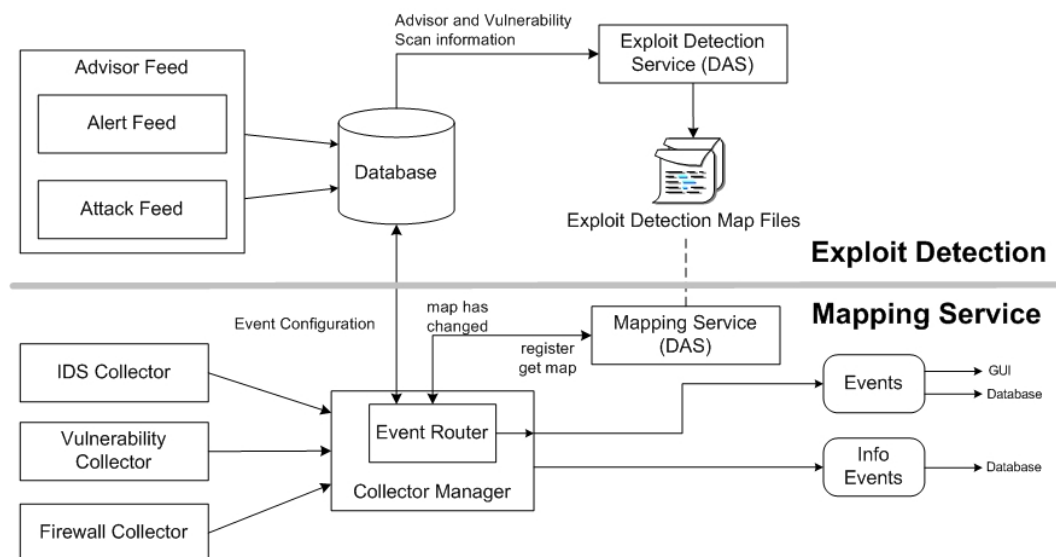 Advisor and Vulnerability
Scan information
Exploit Detection
Service (DAS)
Advisor Feed
Alert Feed
Attack Feed
Database
Exploit Detection Map Files
Exploit Detection
Mapping Service
Event Configuration
map has
changed
register
get map
Mapping Service
(DAS)
IDS Collector
Vulnerability
Collector
Firewall Collector
Event Router
Collector Manager
Events
GUI
Database
Info
Events
Database